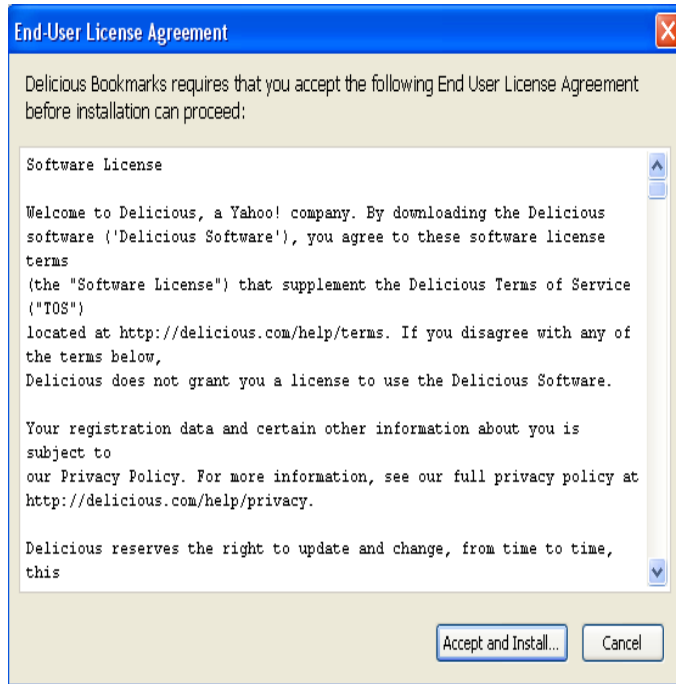 End-User License Agreement
Delicious Bookmarks requires that you accept the following End User License Agreement
before installation can proceed:
Software License
Welcome to Delicious, a Yahoo! company. By downloading the Delicious
software ('Delicious Software'), you agree to these software license
terms
(the "Software License") that supplement the Delicious Terms of Service
("TOS")
located at http://delicious.com/help/terms. If you disagree with any of
the terms below,
Delicious does not grant you a license to use the Delicious Software.
Your registration data and certain other information about you is
subject to
our Privacy Policy. For more information, see our full privacy policy at
http://delicious.com/help/privacy.
Delicious reserves the right to update and change, from time to time,
this
Accept and Install... Cancel